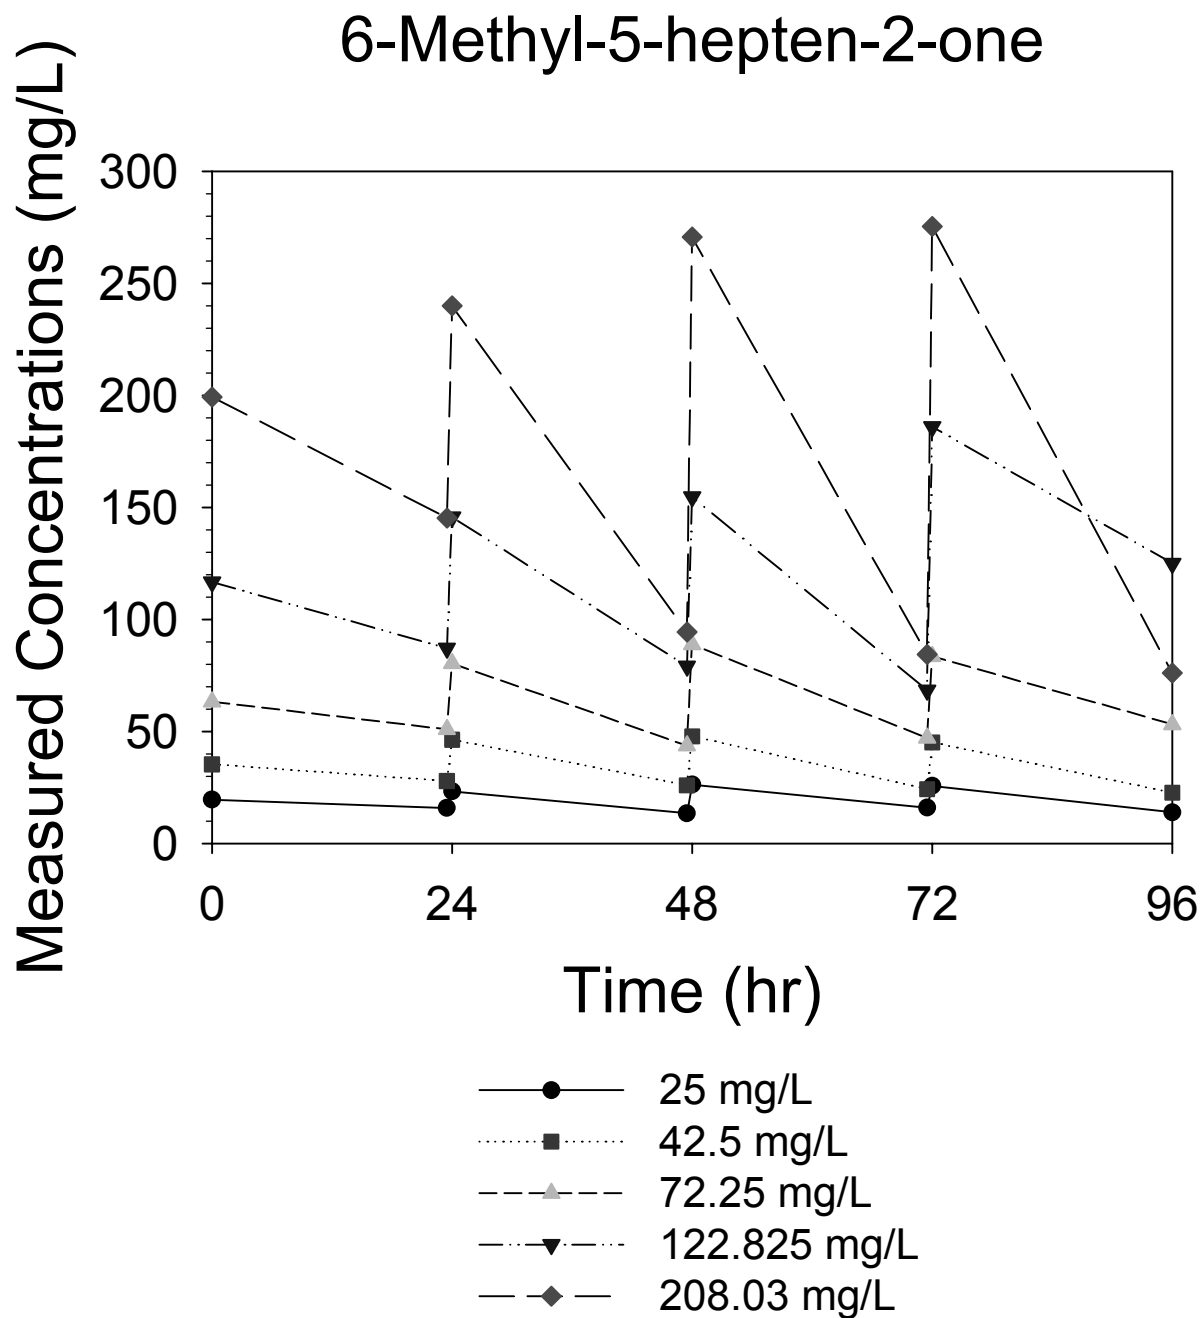 6-Methyl-5-hepten-2-one
Measured Concentrations (mg/L)
300
250
200
150
100
50
0
0 24 48 72 96
Time (hr)
25 mg/L
42.5 mg/L
72.25 mg/L
122.825 mg/L
208.03 mg/L